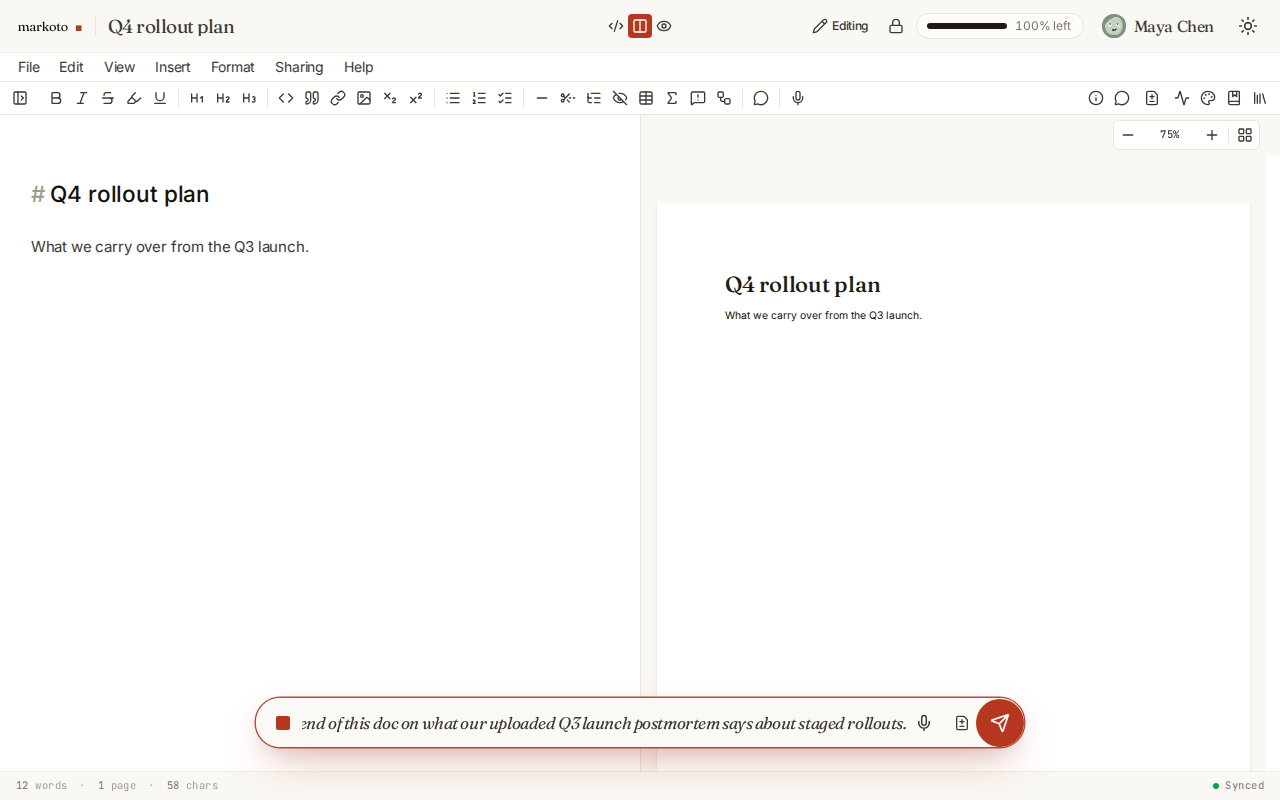 markoto
Q4 rollout plan
Editing
100% left
Maya Chen
File Edit View Insert Format Sharing Help
H1 H2 H3
75%
# Q4 rollout plan
What we carry over from the Q3 launch.
Q4 rollout plan
What we carry over from the Q3 launch.
end of this doc on what our uploaded Q3 launch postmortem says about staged rollouts.
12 words · 1 page · 58 chars
Synced